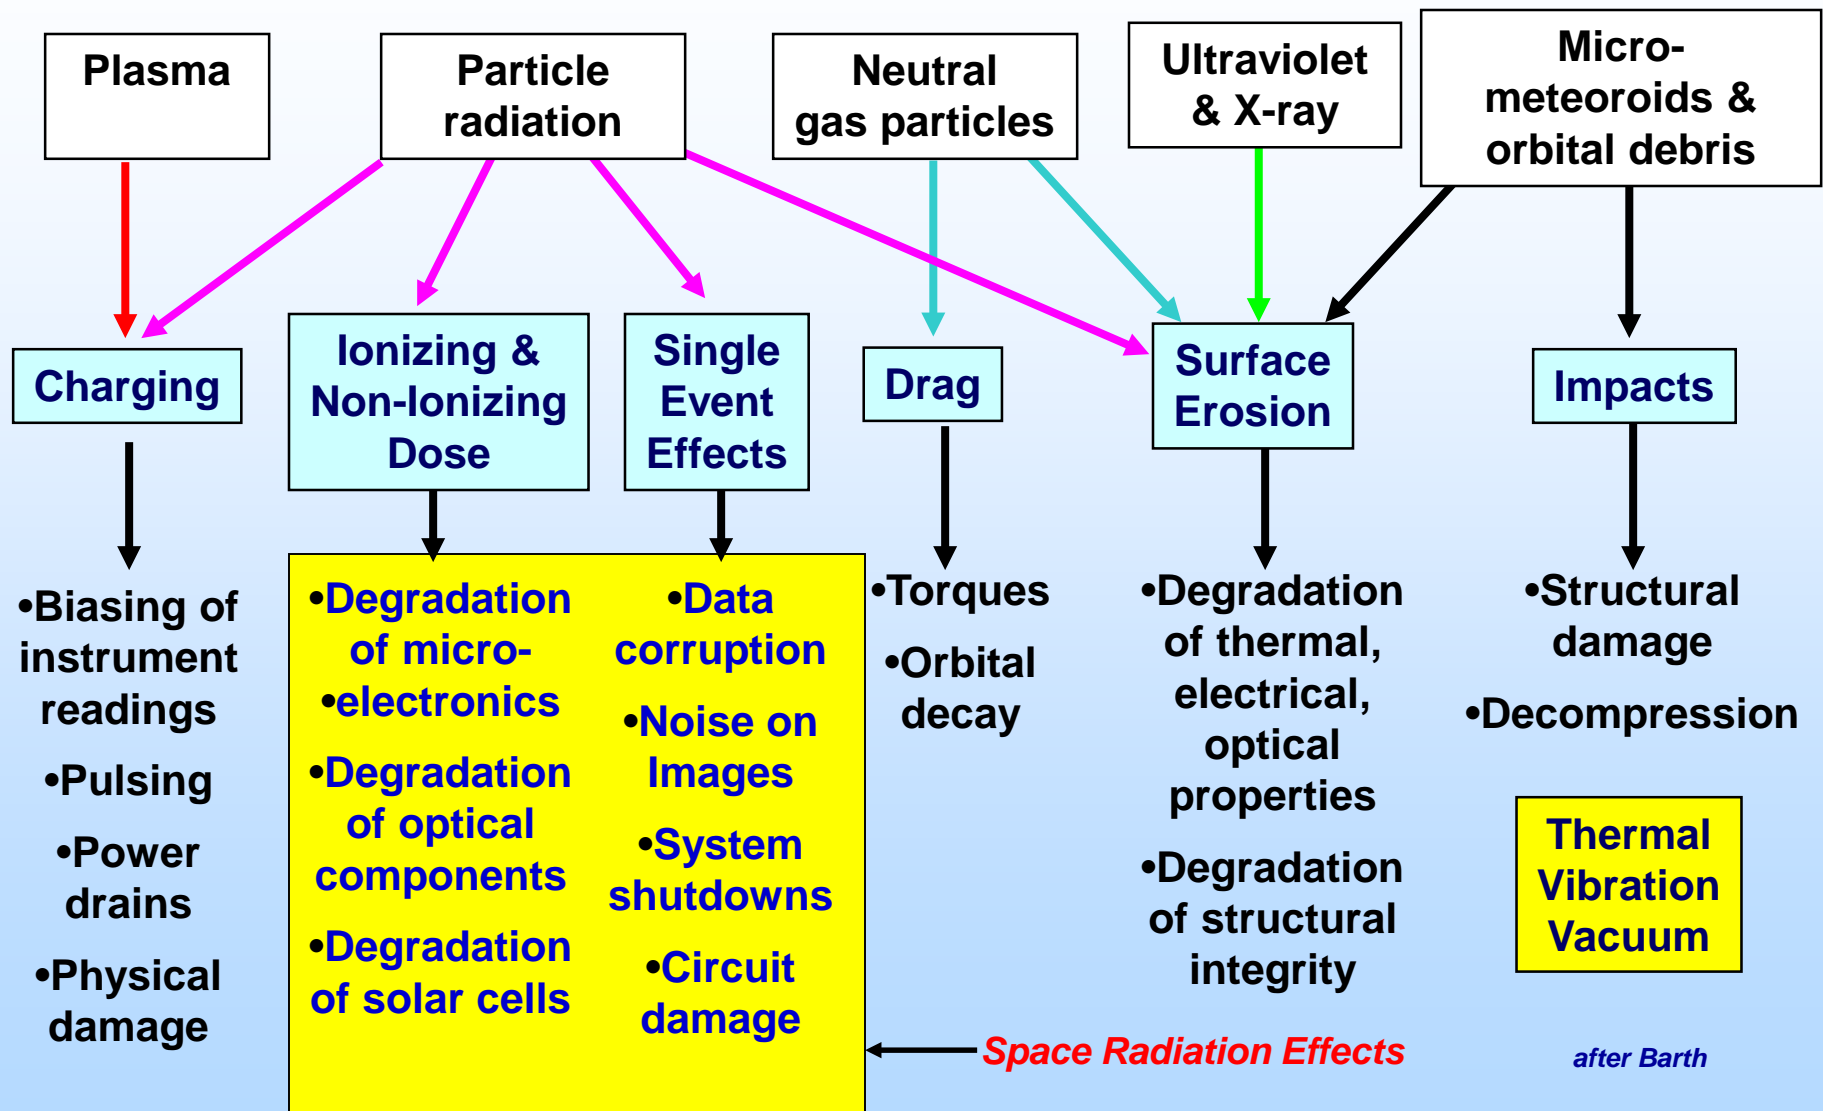 Plasma
Particle
radiation
Neutral
gas particles
Ultraviolet
& X-ray
Micro-
meteoroids &
orbital debris
Charging
Ionizing &
Non-Ionizing
Dose
Single
Event
Effects
Drag
Surface
Erosion
Impacts
•Biasing of
instrument
readings
•Pulsing
•Power
drains
•Physical
damage
•Degradation
of micro-
•electronics
•Degradation
of optical
components
•Degradation
of solar cells
•Data
corruption
•Noise on
Images
•System
shutdowns
•Circuit
damage
•Torques
•Orbital
decay
•Degradation
of thermal,
electrical,
optical
properties
•Degradation
of structural
integrity
•Structural
damage
•Decompression
Thermal
Vibration
Vacuum
Space Radiation Effects
after Barth